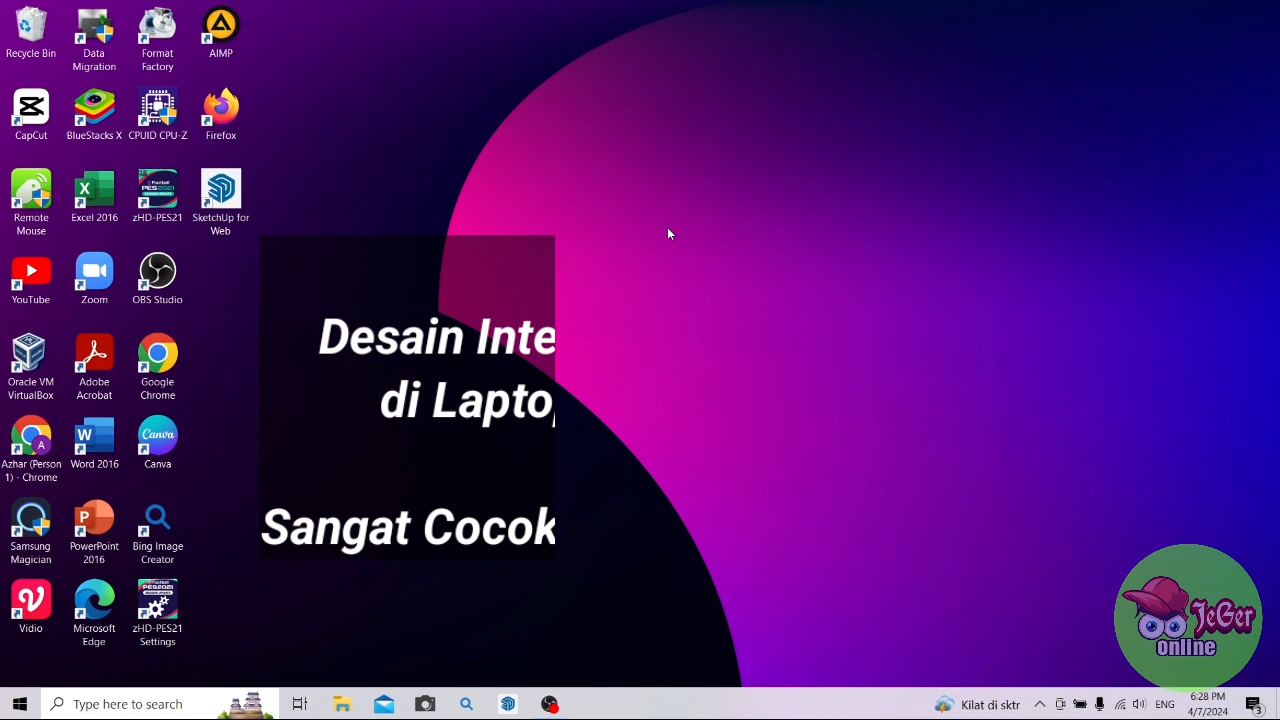 Recycle Bin
Data
Migration
Format
Factory
AIMP
CapCut
BlueStacks X
CPUID CPU-Z
Firefox
Remote
Mouse
Excel 2016
zHD-PES21
SketchUp for
Web
YouTube
Zoom
OBS Studio
Oracle VM
VirtualBox
Adobe
Acrobat
Google
Chrome
Azhar (Person
1) - Chrome
Word 2016
Canva
Samsung
Magician
PowerPoint
2016
Bing Image
Creator
Vidio
Microsoft
Edge
zHD-PES21
Settings
Desain Inte
di Lapto
Sangat Cocok
JeGer
online
Type here to search
Kilat di sktr
ENG
6:28 PM
4/7/2024
3